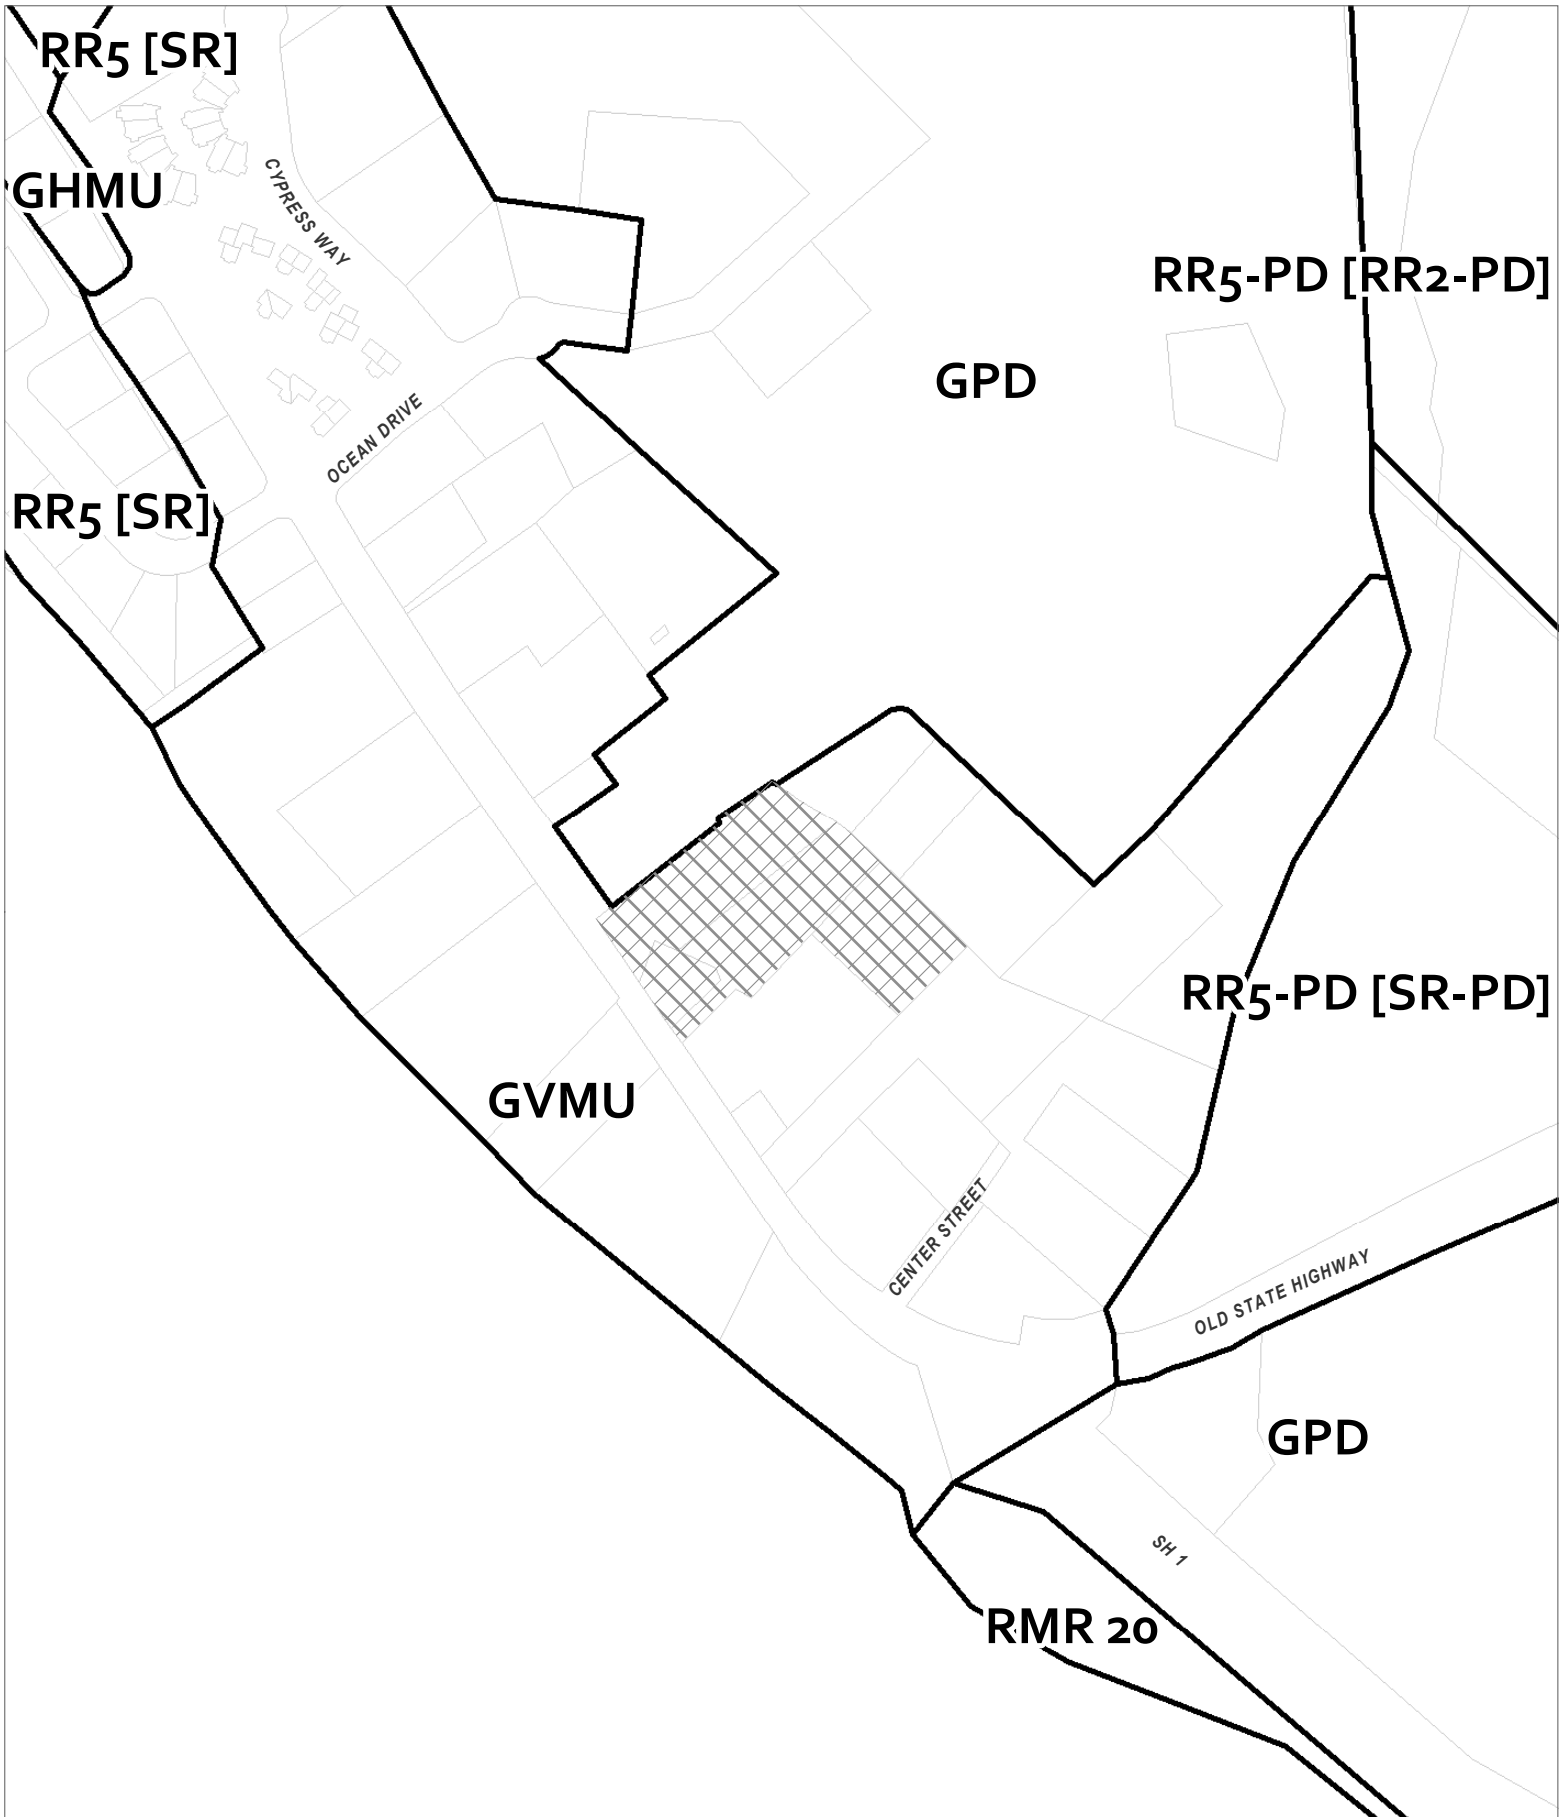 RR5 [SR]
GHMU
CYPRESS WAY
RR5-PD [RR2-PD]
GPD
OCEAN DRIVE
RR5 [SR]
RR5-PD [SR-PD]
GVMU
CENTER STREET
OLD STATE HIGHWAY
GPD
SH 1
RMR 20